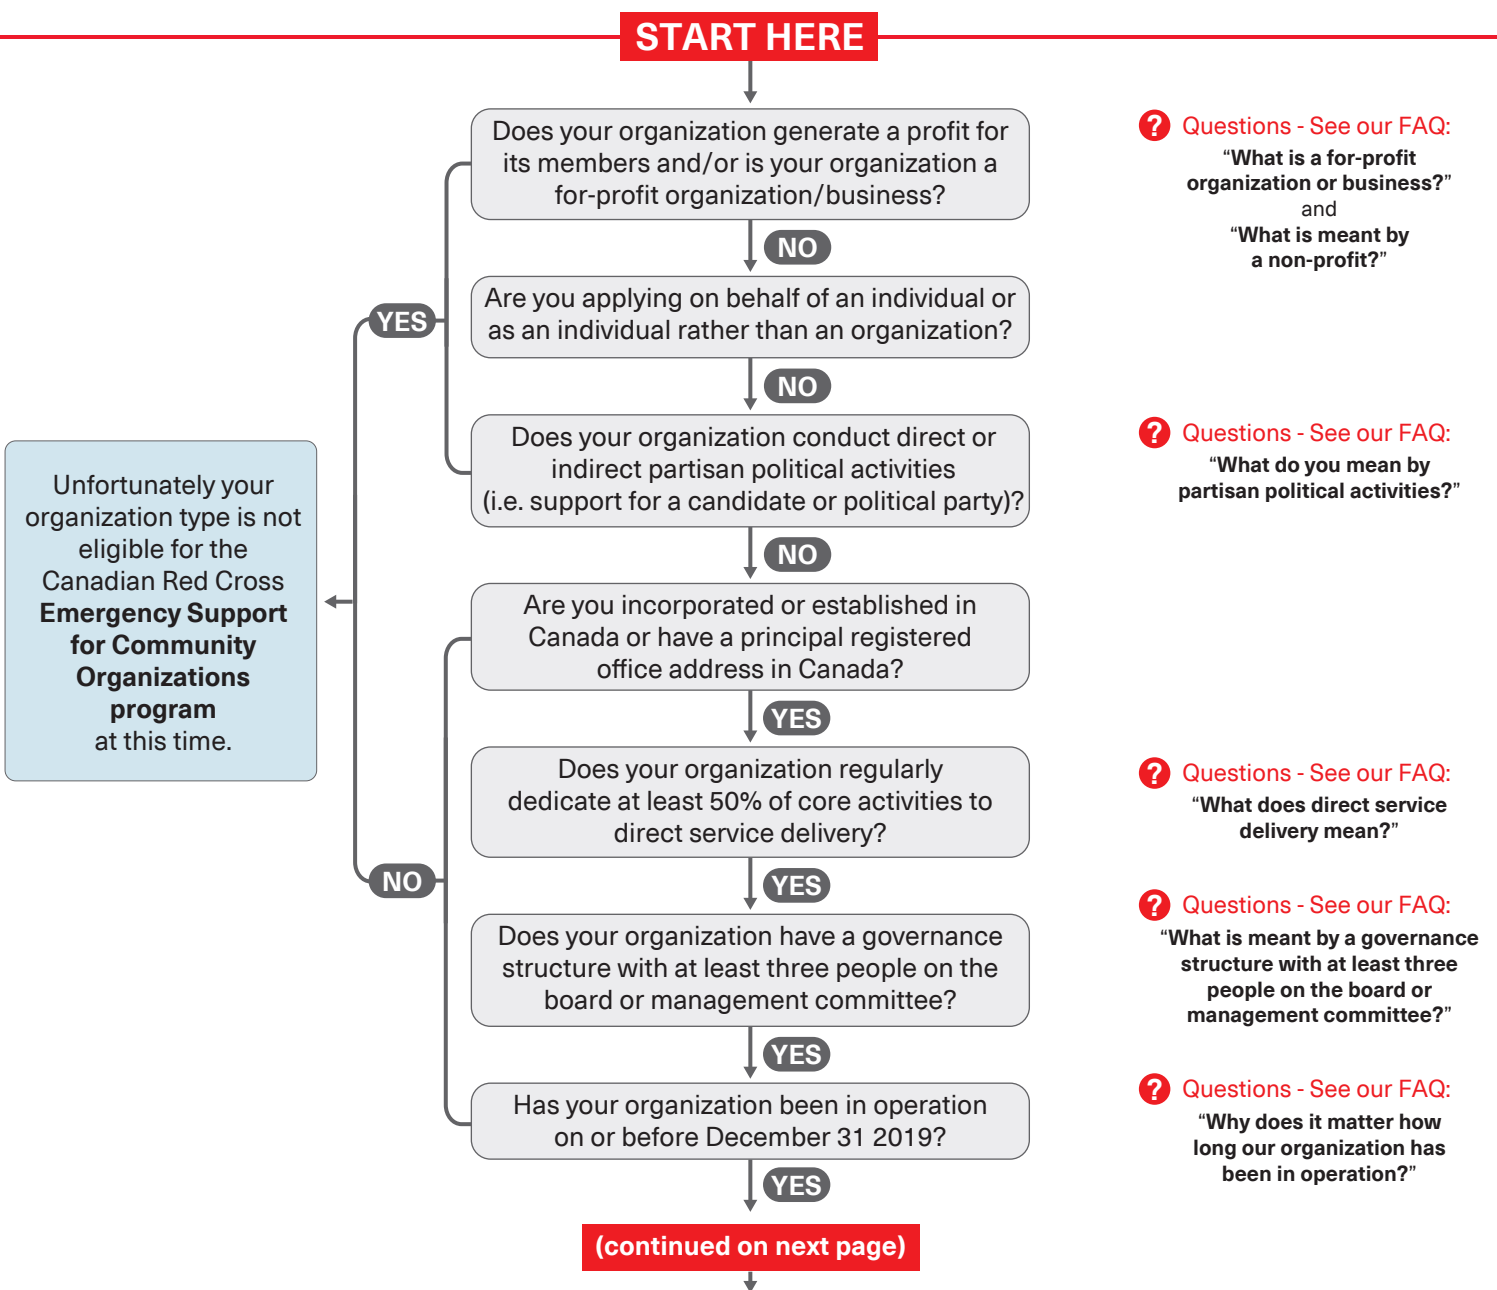 START HERE
Does your organization generate a profit for
its members and/or is your organization a
for-profit organization/business?
? Questions - See our FAQ:
“What is a for-profit
organization or business?”
and
“What is meant by
a non-profit?”
NO
Are you applying on behalf of an individual or
as an individual rather than an organization?
YES
NO
Does your organization conduct direct or
indirect partisan political activities
(i.e. support for a candidate or political party)?
? Questions - See our FAQ:
“What do you mean by
partisan political activities?”
NO
Unfortunately your
organization type is not
eligible for the
Canadian Red Cross
Emergency Support
for Community
Organizations
program
at this time.
Are you incorporated or established in
Canada or have a principal registered
office address in Canada?
YES
Does your organization regularly
dedicate at least 50% of core activities to
direct service delivery?
? Questions - See our FAQ:
“What does direct service
delivery mean?”
NO
YES
Does your organization have a governance
structure with at least three people on the
board or management committee?
? Questions - See our FAQ:
“What is meant by a governance
structure with at least three
people on the board or
management committee?”
YES
Has your organization been in operation
on or before December 31 2019?
? Questions - See our FAQ:
“Why does it matter how
long our organization has
been in operation?”
YES
(continued on next page)